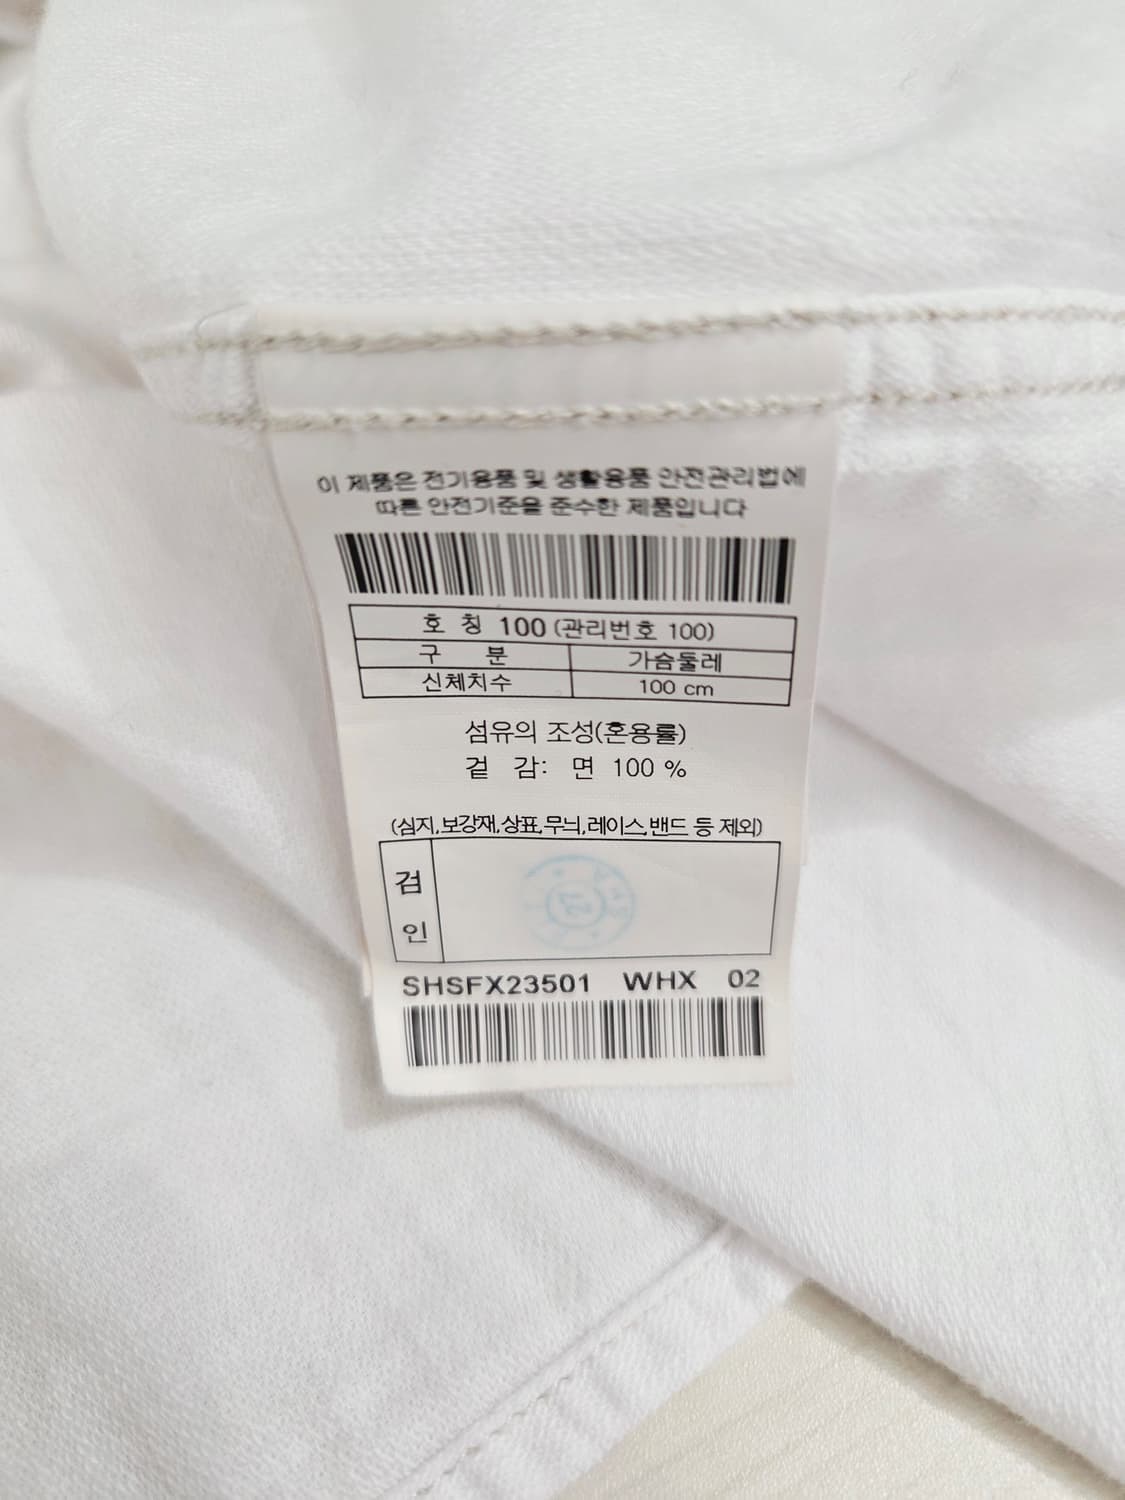 이 제품은 전기용품 및 생활용품 안전관리법에
따른 안전기준을 준수한 제품입니다
호 칭 100 (관리번호 100)
구 분 가슴둘레
신체치수 100 cm
섬유의 조성(혼용률)
겉 감: 면 100 %
(심지,보강재,상표,무늬,레이스,밴드 등 제외)
검
인
SHSFX23501 WHX 02